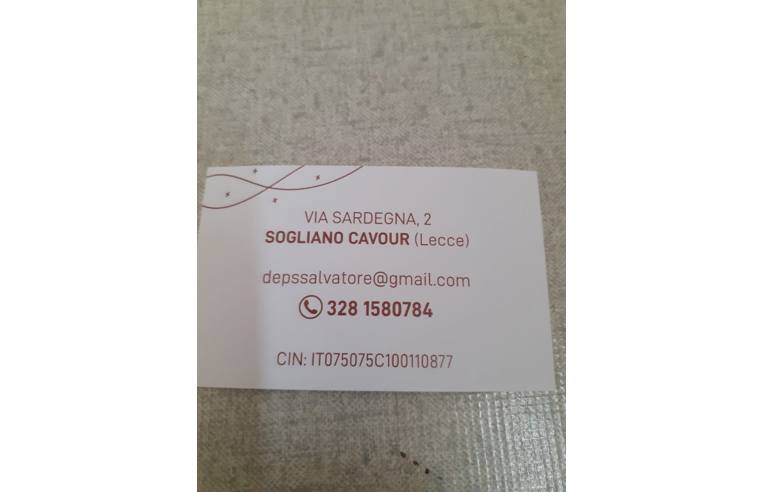 VIA SARDEGNA, 2
SOGLIANO CAVOUR (Lecce)
depssalvatore@gmail.com
328 1580784
CIN: IT075075C100110877